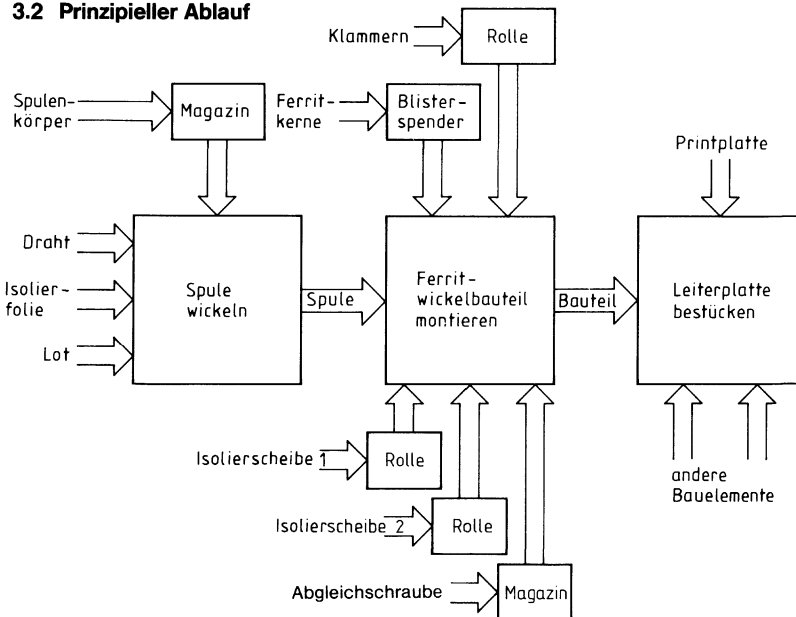 3.2 Prinzipieller Ablauf
Klammern
Rolle
Spulen-
körper
Magazin
Ferrit-
kerne
Blister-
spender
Printplatte
Draht
Isolier-
folie
Lot
Spule
wickeln
Spule
Ferrit-
wickelbauteil
montieren
Bauteil
Leiterplatte
bestücken
Isolierscheibe 1
Rolle
Isolierscheibe 2
Rolle
andere
Bauelemente
Abgleichschraube
Magazin